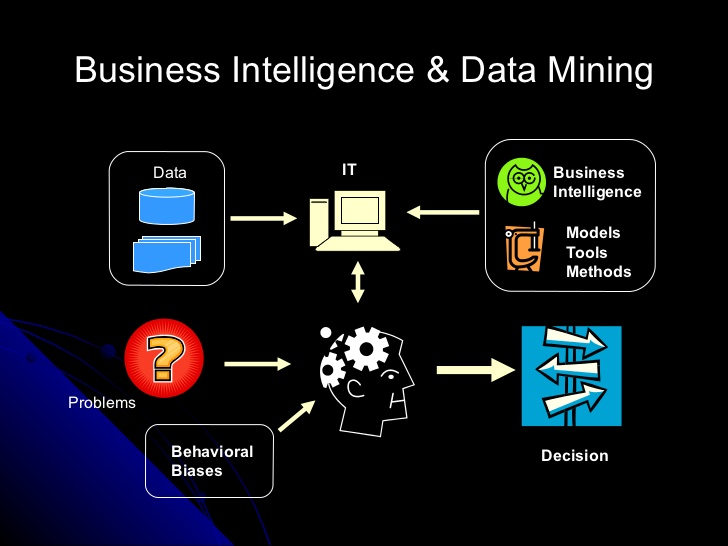 Business Intelligence & Data Mining
Data
IT
Business
Intelligence
Models
Tools
Methods
Problems
Behavioral
Biases
Decision